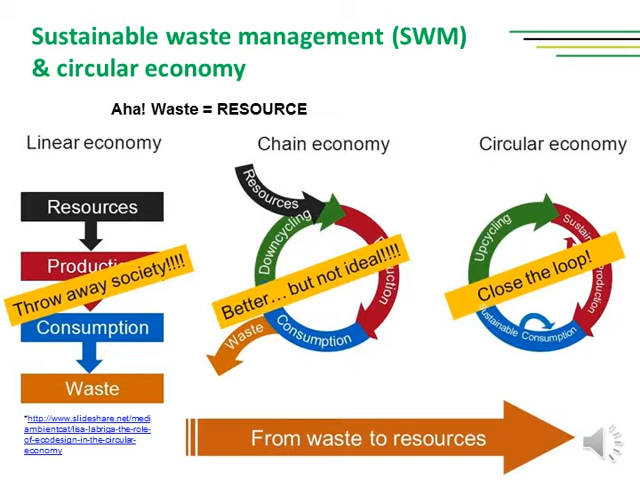 Sustainable waste management (SWM)
& circular economy
Aha! Waste = RESOURCE
Linear economy
Resources
Production
Throw away society!!!!
Consumption
Waste
Chain economy
Resources
Downcycling
Better… but not ideal!!!!
Consumption
Waste
Circular economy
Upcycling
Close the loop!
Sustainable Consumption
*http://www.slideshare.net/medi
ambientcat/lisa-labriga-the-role-
of-ecodesign-in-the-circular-
economy
From waste to resources